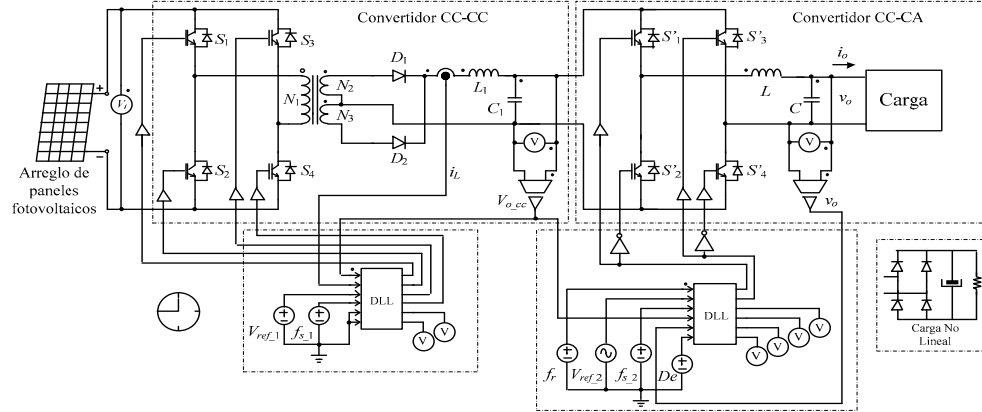 Convertidor CC-CC
Convertidor CC-CA
S1
S3
S'1
S'3
D1
io
Vi
N1
N2
N3
L1
C1
L
C
vo
Carga
V
V
D2
S2
S4
iL
S'2
S'4
Arreglo de
paneles
fotovoltaicos
Vo_cc
vo
DLL
DLL
Vref_1
fs_1
V
V
V
V
V
V
fr
Vref_2
fs_2
De
Carga No
Lineal